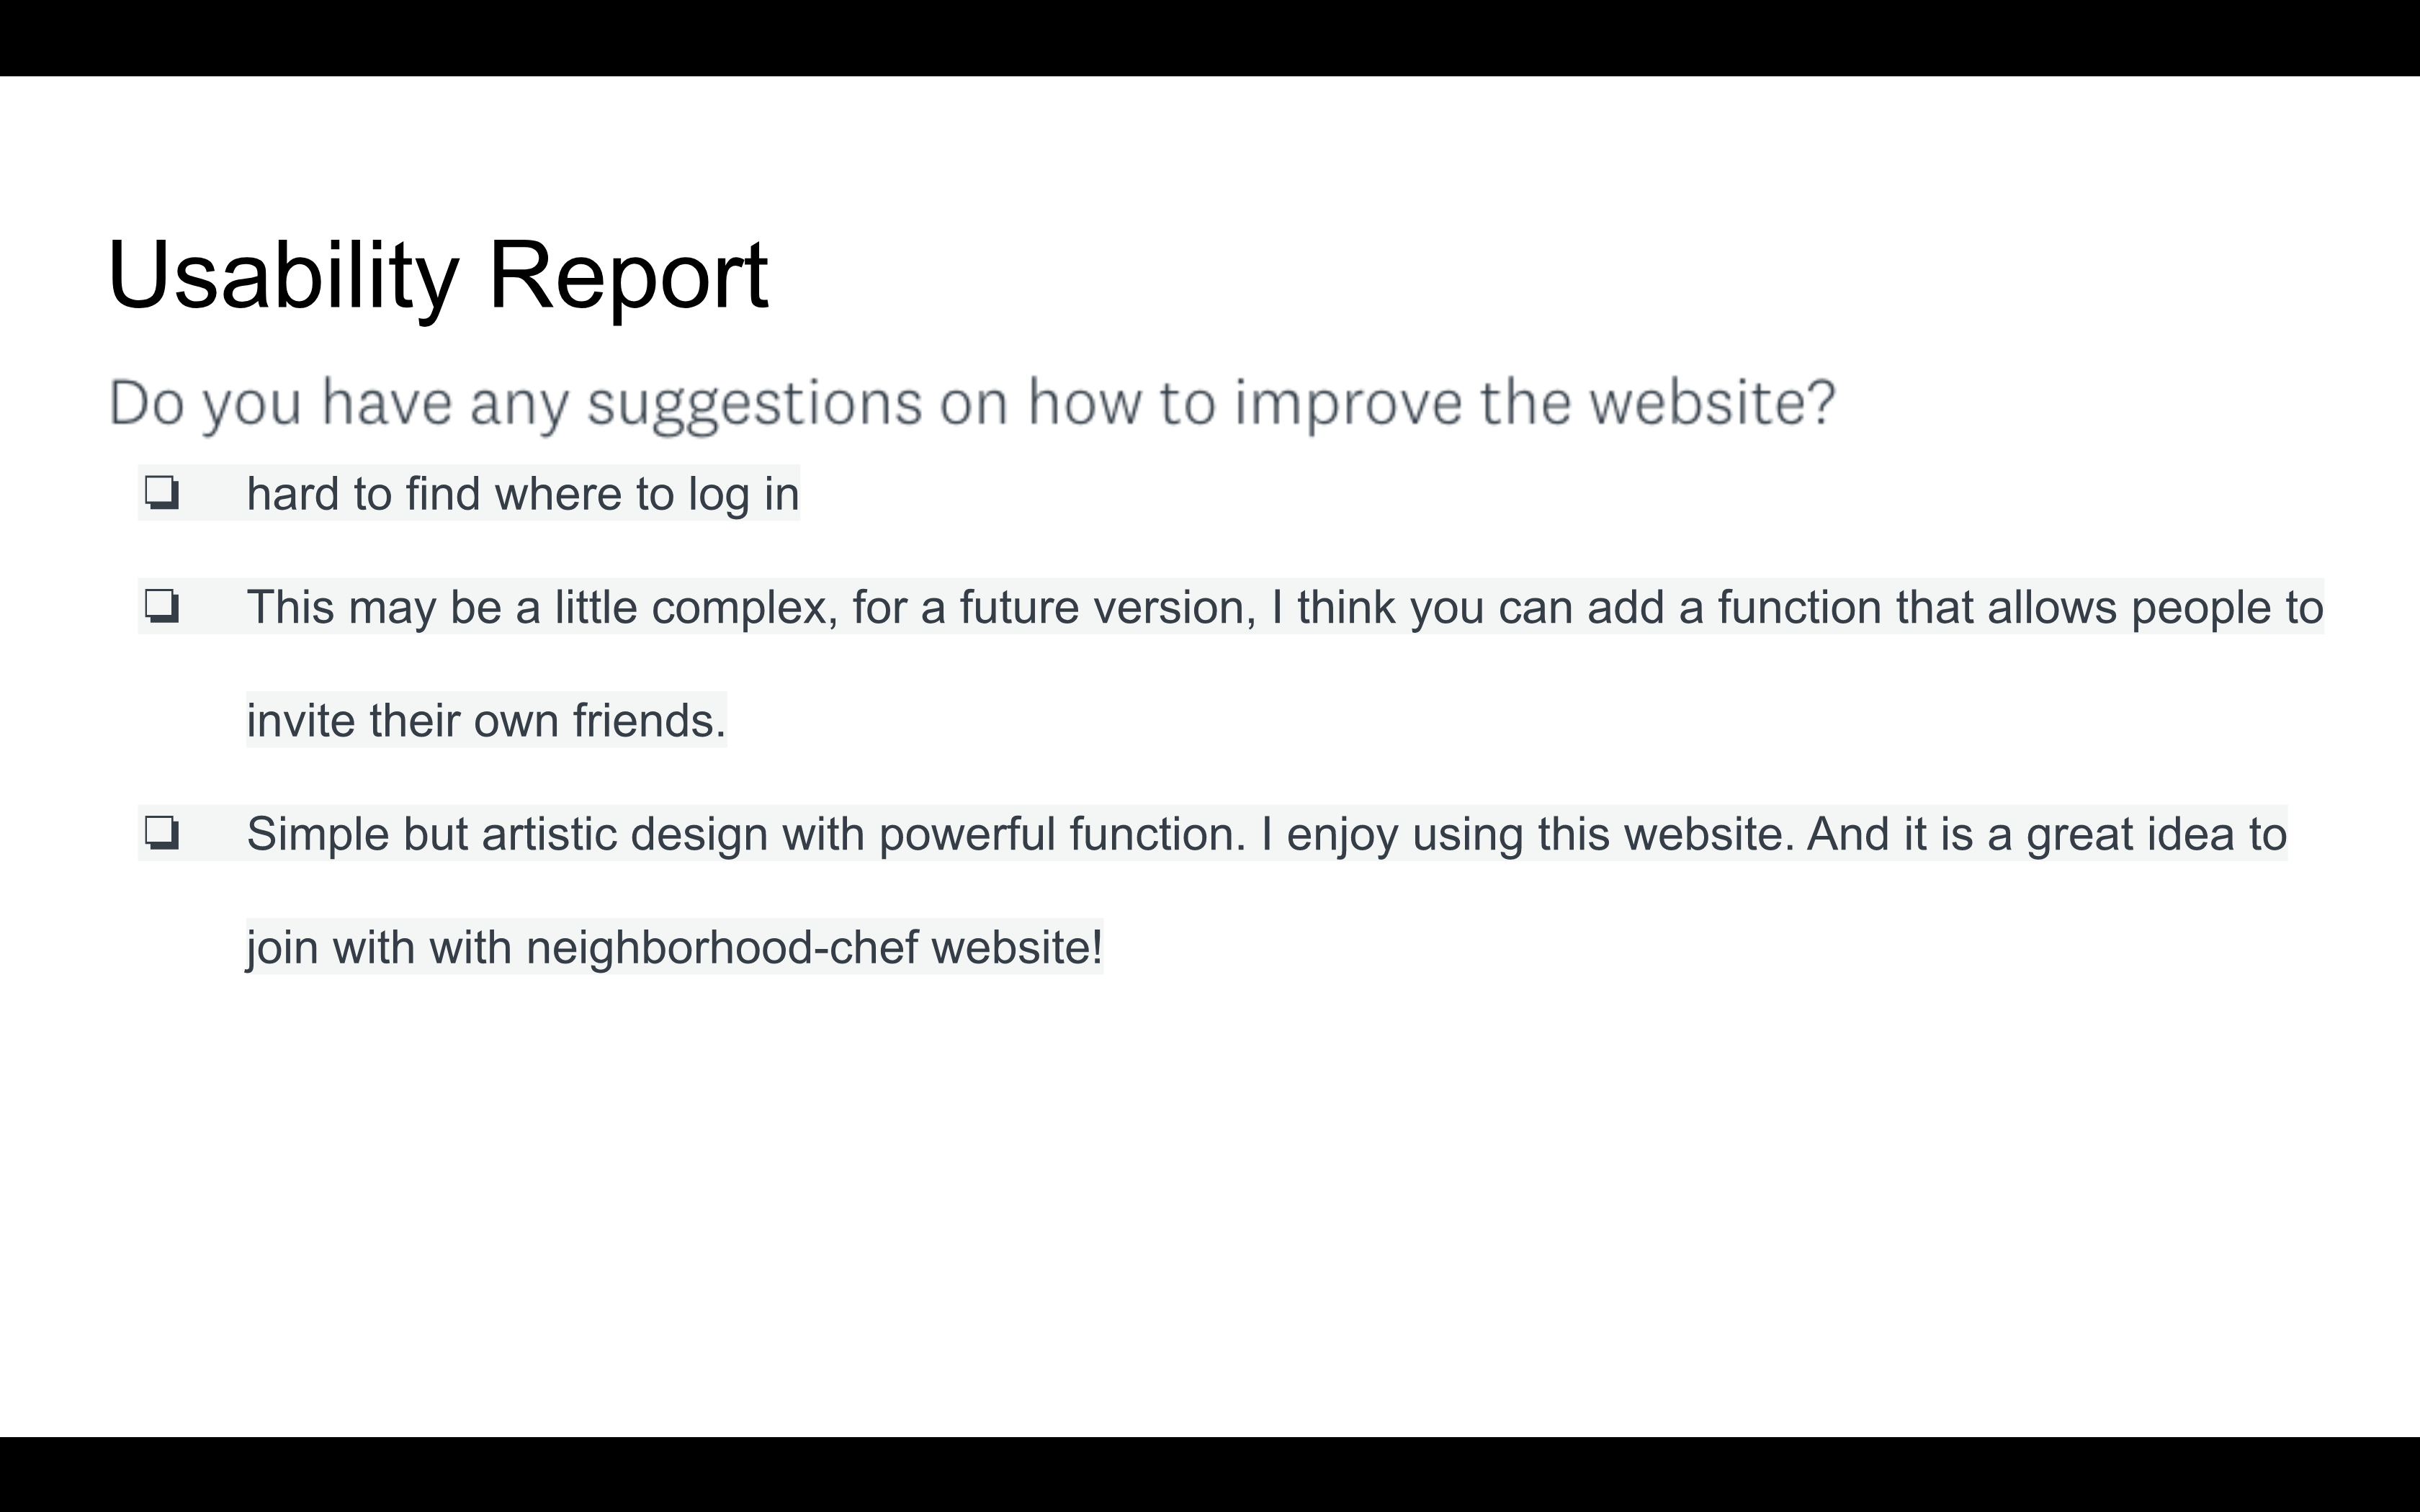 Usability Report
Do you have any suggestions on how to improve the website?
❏ hard to find where to log in
❏ This may be a little complex, for a future version, I think you can add a function that allows people to
invite their own friends.
❏ Simple but artistic design with powerful function. I enjoy using this website. And it is a great idea to
join with with neighborhood-chef website!